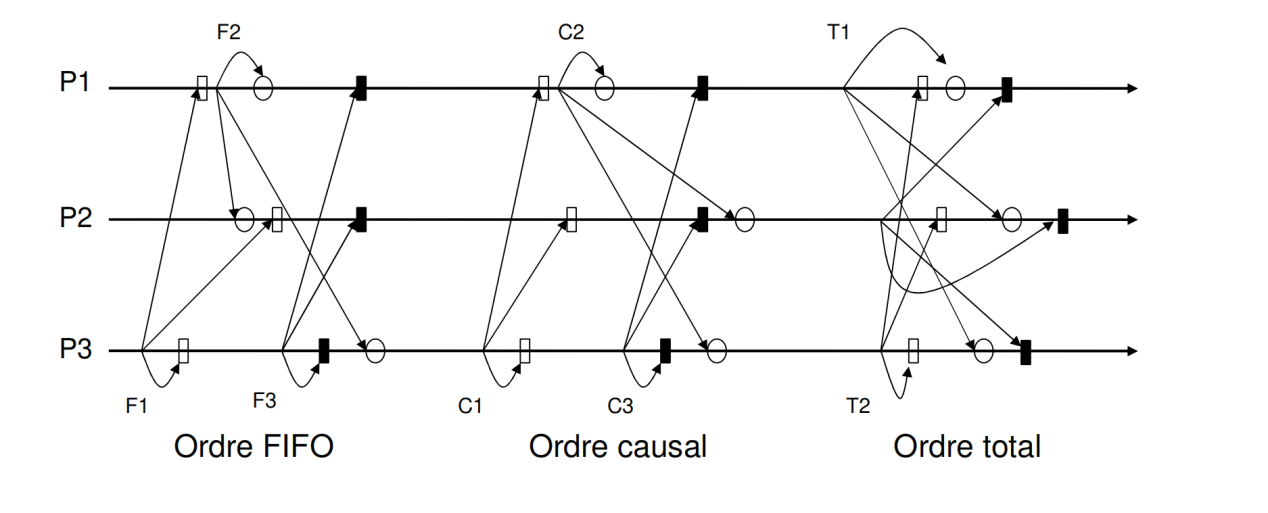 F2 C2 T1
P1
P2
P3
F1 F3 C1 C3 T2
Ordre FIFO Ordre causal Ordre total